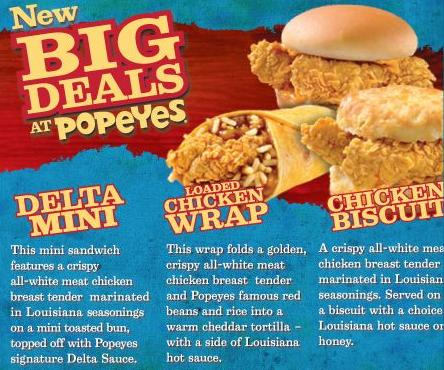 New
BIG
DEALS
AT POPEYES
DELTA
MINI
This mini sandwich
features a crispy
all-white meat chicken
breast tender marinated
in Louisiana seasonings
on a mini toasted bun,
topped off with Popeyes
signature Delta Sauce.
LOADED
CHICKEN
WRAP
This wrap folds a golden,
crispy all-white meat
chicken breast tender
and Popeyes famous red
beans and rice into a
warm cheddar tortilla –
with a side of Louisiana
hot sauce.
CHICKEN
BISCUIT
A crispy all-white mea
chicken breast tender
marinated in Louisian
seasonings. Served on
a biscuit with a choice
Louisiana hot sauce or
honey.